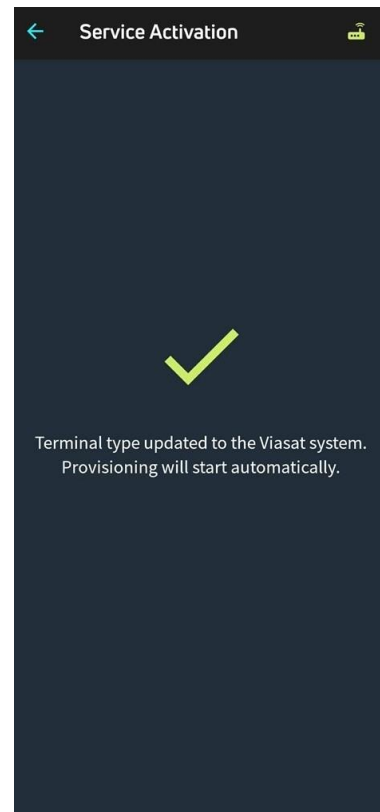 Service Activation
Terminal type updated to the Viasat system.
Provisioning will start automatically.